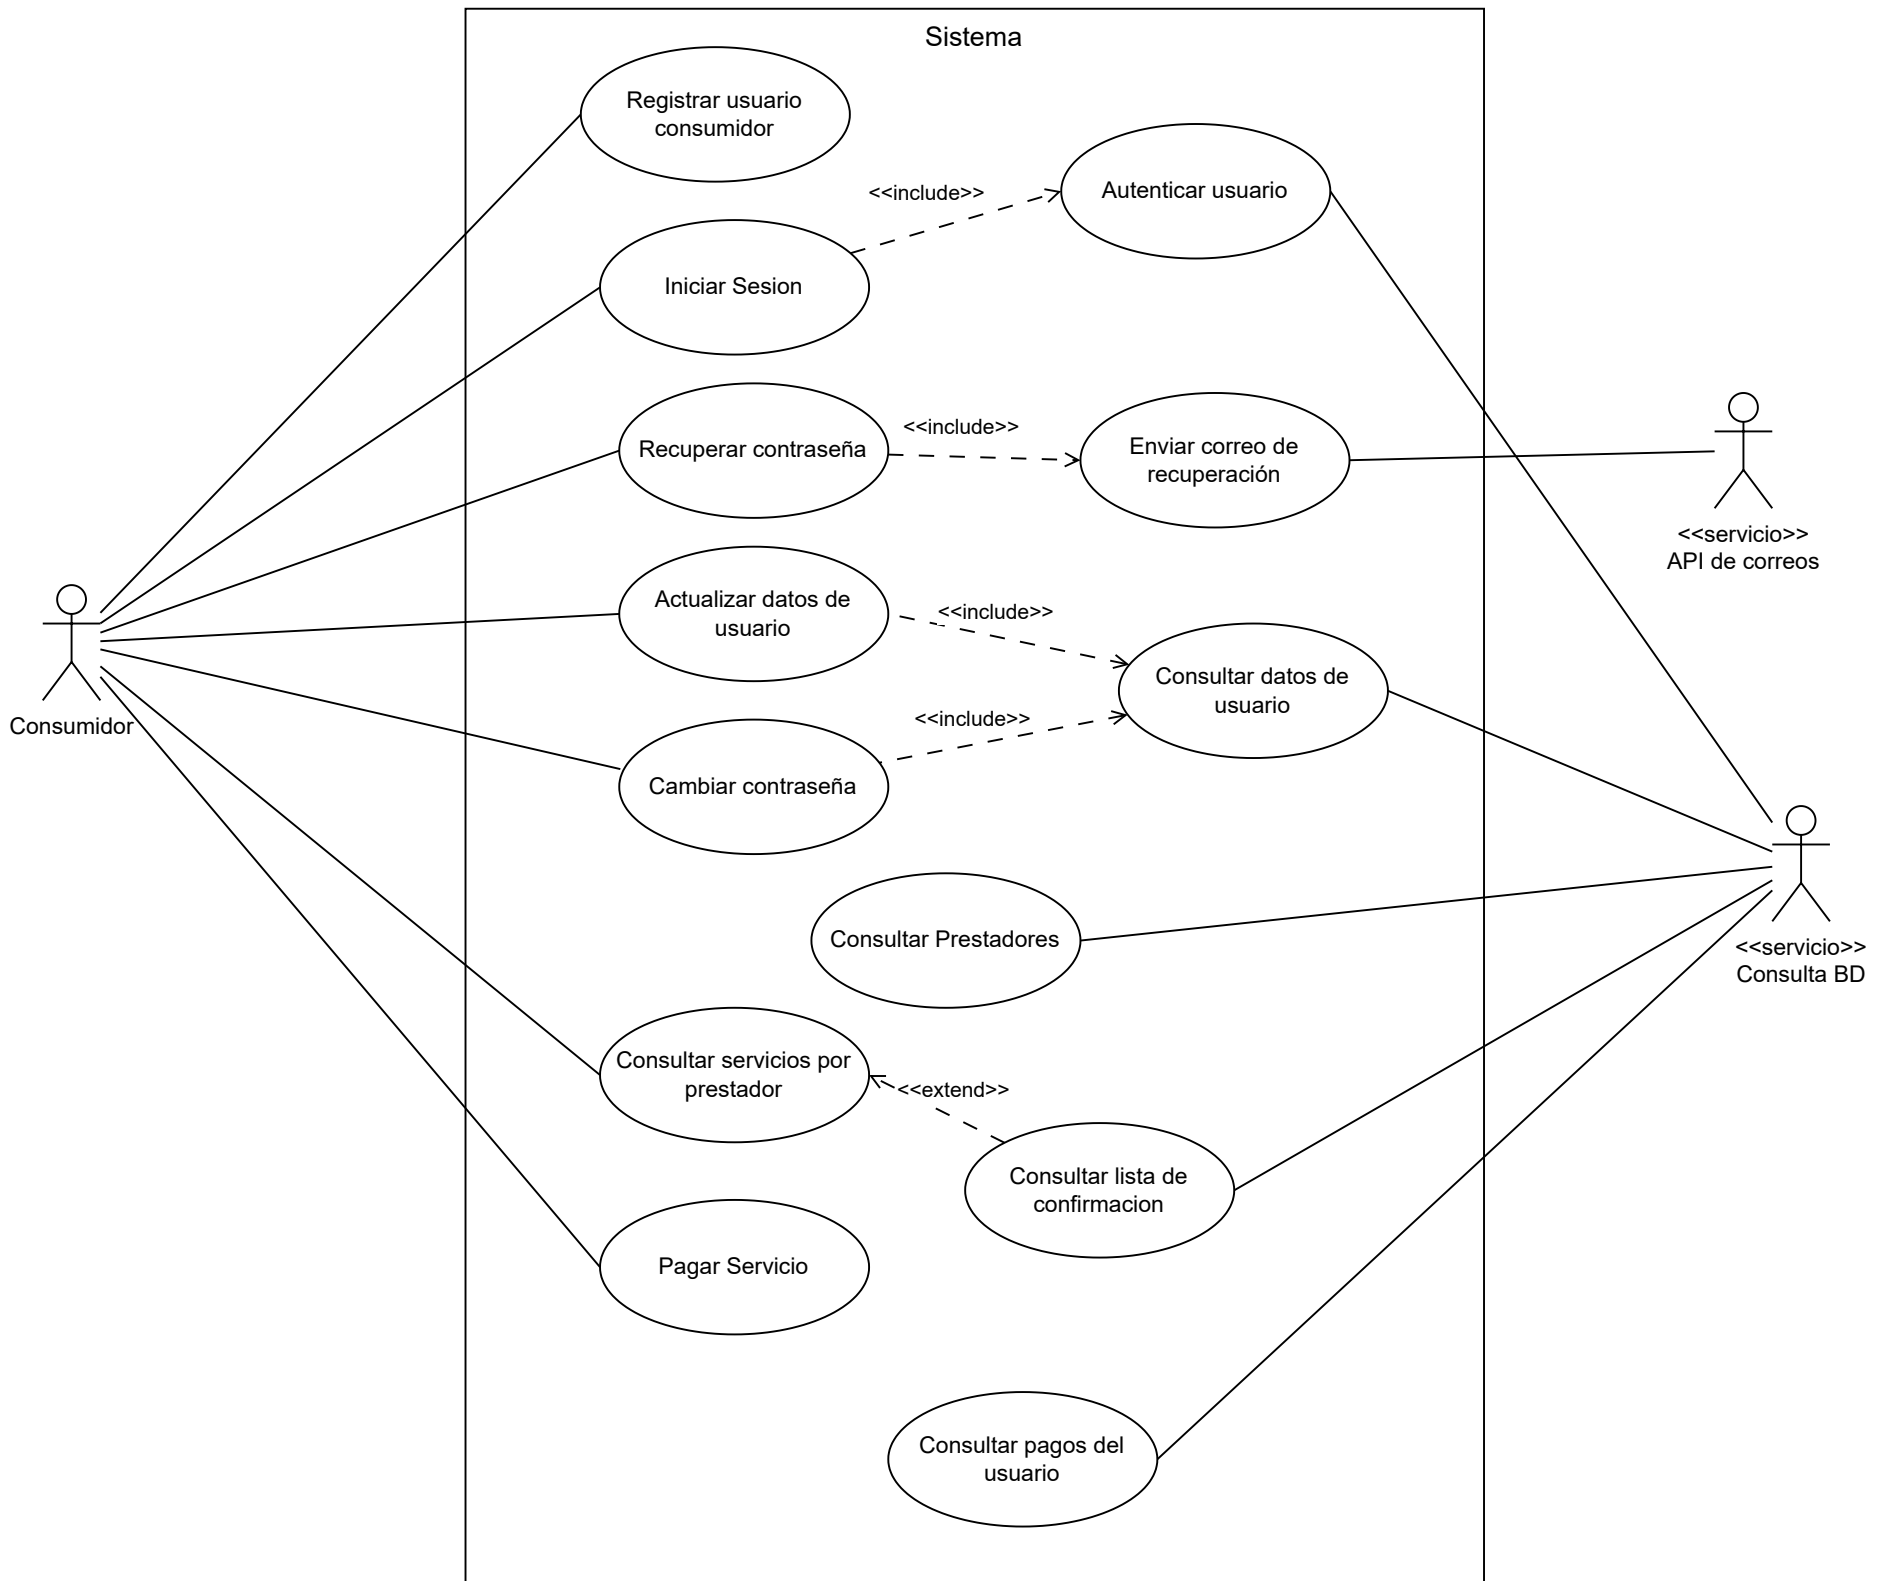 Sistema
Registrar usuario
consumidor
<<include>>
Autenticar usuario
Iniciar Sesion
Recuperar contraseña
<<include>>
Enviar correo de
recuperación
<<servicio>>
API de correos
Actualizar datos de
usuario
<<include>>
Consultar datos de
usuario
Consumidor
<<include>>
Cambiar contraseña
Consultar Prestadores
<<servicio>>
Consulta BD
Consultar servicios por
prestador
<<extend>>
Consultar lista de
confirmacion
Pagar Servicio
Consultar pagos del
usuario